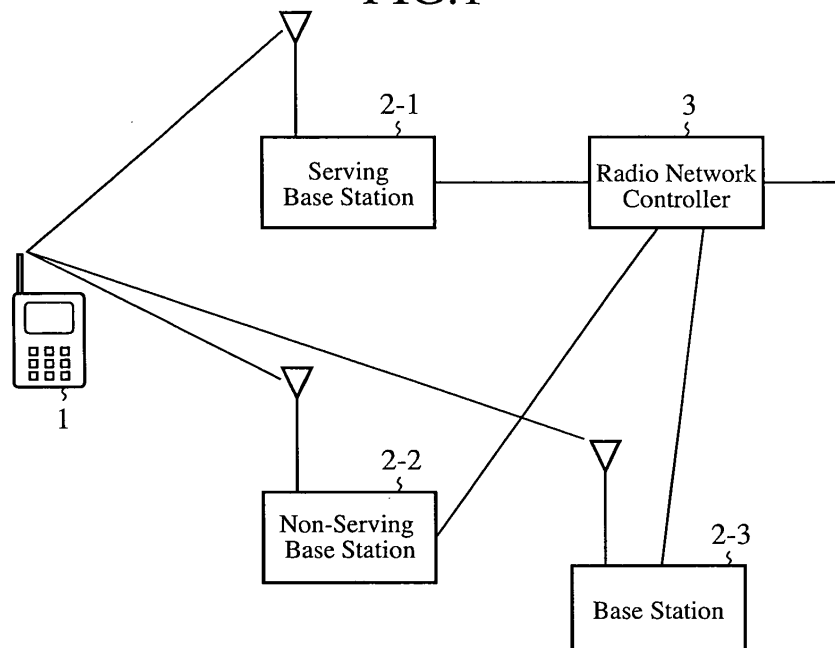 2-1
3
Serving
Base Station
Radio Network
Controller
1
2-2
Non-Serving
Base Station
2-3
Base Station